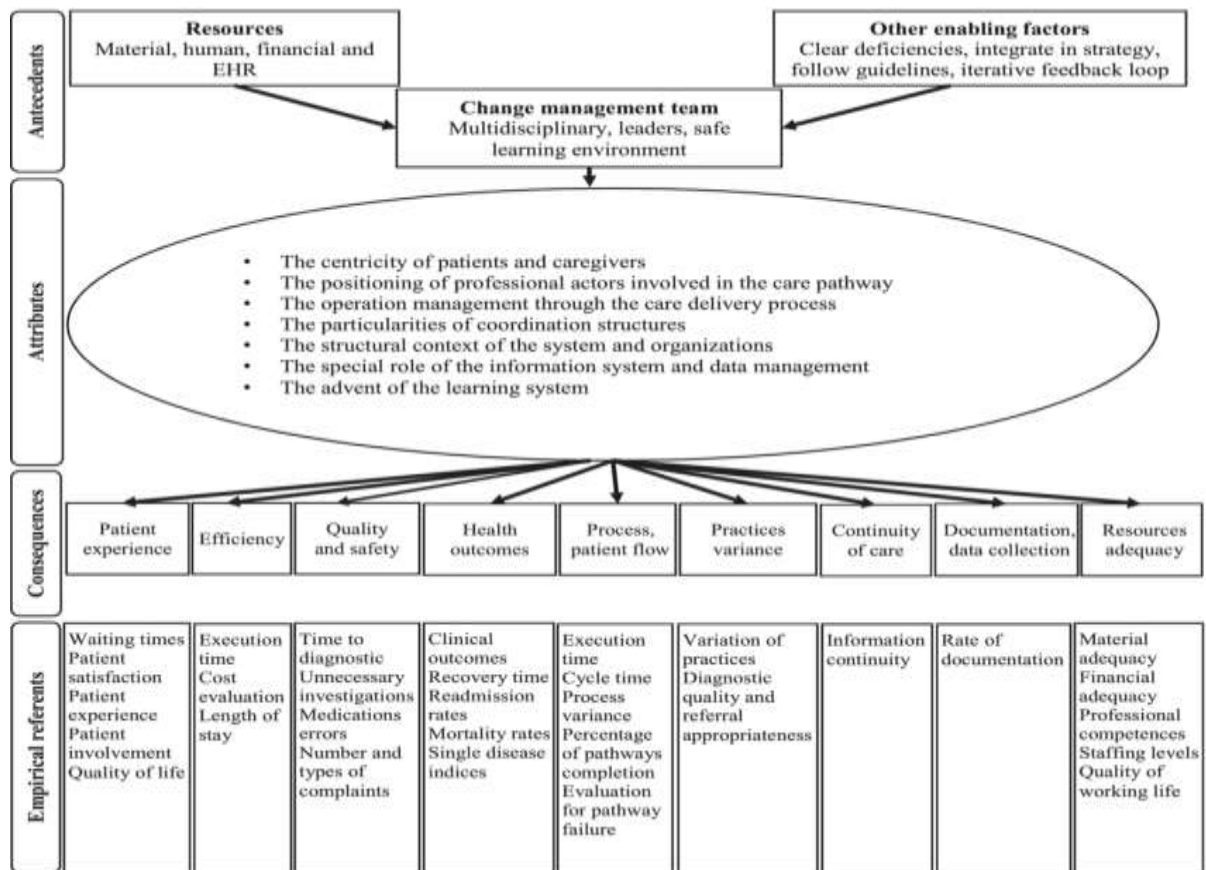 Antecedents
Resources
Material, human, financial and
EHR
Other enabling factors
Clear deficiencies, integrate in strategy,
follow guidelines, iterative feedback loop
Change management team
Multidisciplinary, leaders, safe
learning environment
Attributes
• The centricity of patients and caregivers
• The positioning of professional actors involved in the care pathway
• The operation management through the care delivery process
• The particularities of coordination structures
• The structural context of the system and organizations
• The special role of the information system and data management
• The advent of the learning system
Consequences
Patient
experience
Efficiency
Quality
and safety
Health
outcomes
Process,
patient flow
Practices
variance
Continuity
of care
Documentation,
data collection
Resources
adequacy
Empirical referents
Waiting times
Patient
satisfaction
Patient
experience
Patient
involvement
Quality of life
Execution
time
Cost
evaluation
Length of
stay
Time to
diagnostic
Unnecessary
investigations
Medications
errors
Number and
types of
complaints
Clinical
outcomes
Recovery time
Readmission
rates
Mortality rates
Single disease
indices
Execution
time
Cycle time
Process
variance
Percentage
of pathways
completion
Evaluation
for pathway
failure
Variation of
practices
Diagnostic
quality and
referral
appropriateness
Information
continuity
Rate of
documentation
Material
adequacy
Financial
adequacy
Professional
competences
Staffing levels
Quality of
working life